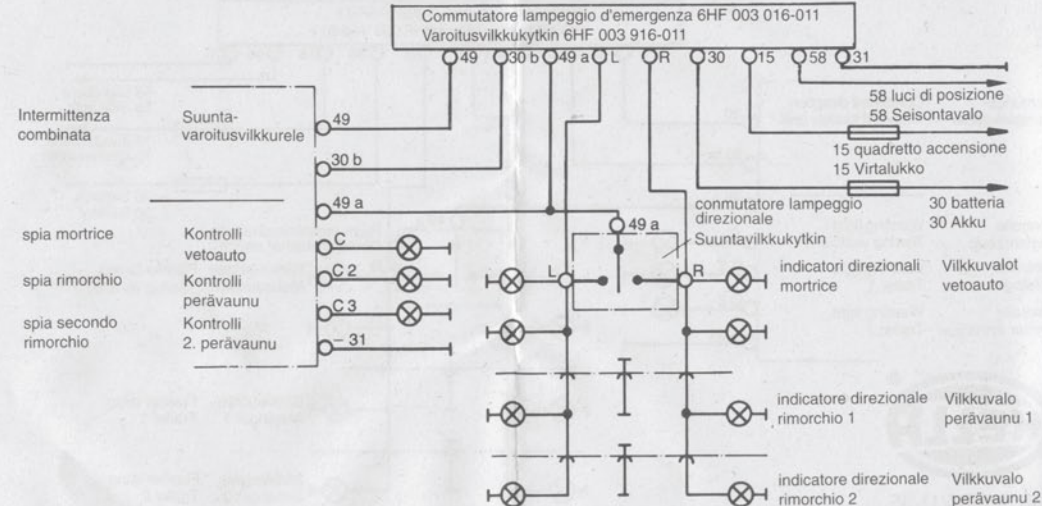 Commutatore lampeggio d'emergenza 6HF 003 016-011
Varoitusvilkkukytkin 6HF 003 916-011
49
30 b
49 a
L
R
30
15
58
31
58 luci di posizione
58 Seisontavalo
15 quadretto accensione
15 Virtalukko
30 batteria
30 Akku
Intermittenza
combinata
Suunta-
varoitusvilkkurele
49
30 b
49 a
spia mortrice
Kontrolli
vetoauto
C
spia rimorchio
Kontrolli
perävaunu
C 2
spia secondo
rimorchio
Kontrolli
2. perävaunu
C 3
– 31
conmutatore lampeggio
direzionale
Suuntavilkkukytkin
49 a
L
R
indicatori direzionali
mortrice
Vilkkuvalot
vetoauto
indicatore direzionale
rimorchio 1
Vilkkuvalo
perävaunu 1
indicatore direzionale
rimorchio 2
Vilkkuvalo
perävaunu 2